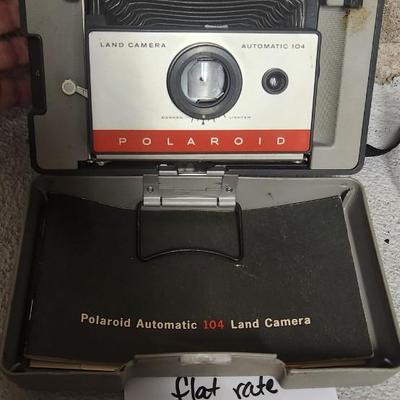 LAND CAMERA AUTOMATIC 104
DARKEN LIGHTEN
POLAROID
Polaroid Automatic 104 Land Camera
flat rate